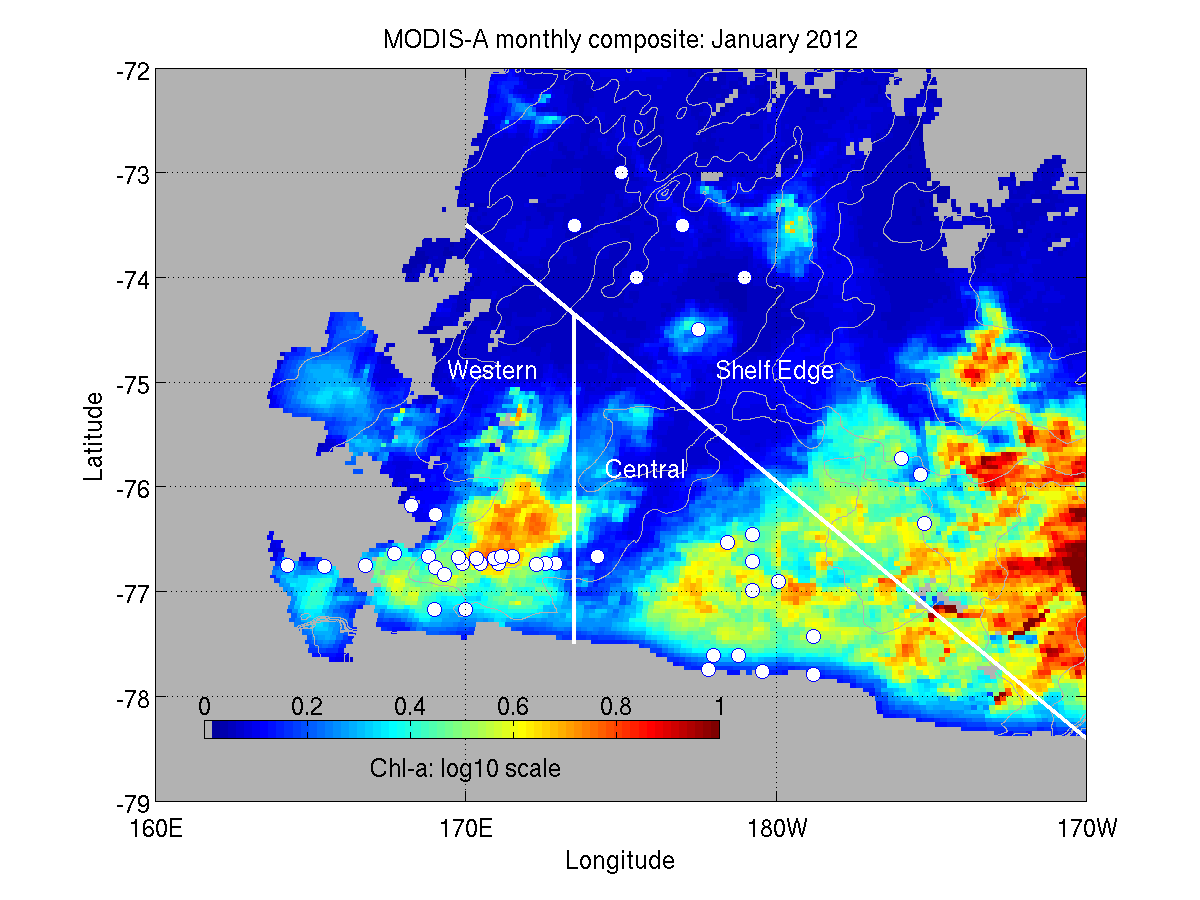 MODIS-A monthly composite: January 2012
-72
-73
-74
-75
-76
-77
-78
-79
Latitude
Western
Shelf Edge
Central
0 0.2 0.4 0.6 0.8 1
Chl-a: log10 scale
160E 170E 180W 170W
Longitude